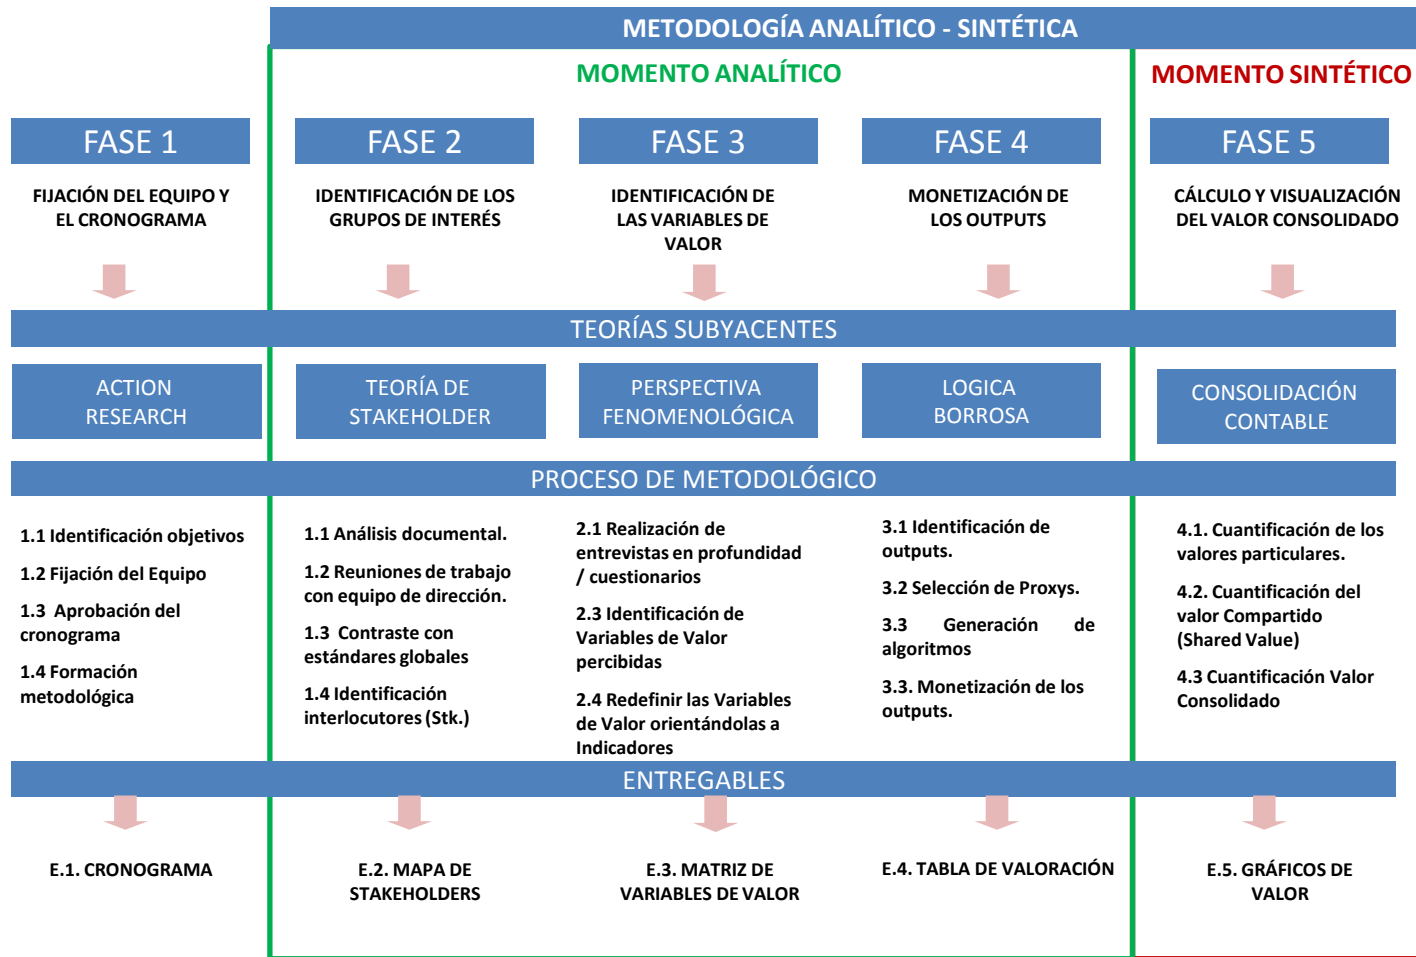 METODOLOGÍA ANALÍTICO - SINTÉTICA
MOMENTO ANALÍTICO
MOMENTO SINTÉTICO
FASE 1
FASE 2
FASE 3
FASE 4
FASE 5
FIJACIÓN DEL EQUIPO Y
EL CRONOGRAMA
IDENTIFICACIÓN DE LOS
GRUPOS DE INTERÉS
IDENTIFICACIÓN DE
LAS VARIABLES DE
VALOR
MONETIZACIÓN DE
LOS OUTPUTS
CÁLCULO Y VISUALIZACIÓN
DEL VALOR CONSOLIDADO
TEORÍAS SUBYACENTES
ACTION
RESEARCH
TEORÍA DE
STAKEHOLDER
PERSPECTIVA
FENOMENOLÓGICA
LOGICA
BORROSA
CONSOLIDACIÓN
CONTABLE
PROCESO DE METODOLÓGICO
1.1 Identificación objetivos
1.2 Fijación del Equipo
1.3 Aprobación del
cronograma
1.4 Formación
metodológica
1.1 Análisis documental.
1.2 Reuniones de trabajo
con equipo de dirección.
1.3 Contraste con
estándares globales
1.4 Identificación
interlocutores (Stk.)
2.1 Realización de
entrevistas en profundidad
/ cuestionarios
2.3 Identificación de
Variables de Valor
percibidas
2.4 Redefinir las Variables
de Valor orientándolas a
Indicadores
3.1 Identificación de
outputs.
3.2 Selección de Proxys.
3.3 Generación de
algoritmos
3.3. Monetización de los
outputs.
4.1. Cuantificación de los
valores particulares.
4.2. Cuantificación del
valor Compartido
(Shared Value)
4.3 Cuantificación Valor
Consolidado
ENTREGABLES
E.1. CRONOGRAMA
E.2. MAPA DE
STAKEHOLDERS
E.3. MATRIZ DE
VARIABLES DE VALOR
E.4. TABLA DE VALORACIÓN
E.5. GRÁFICOS DE
VALOR